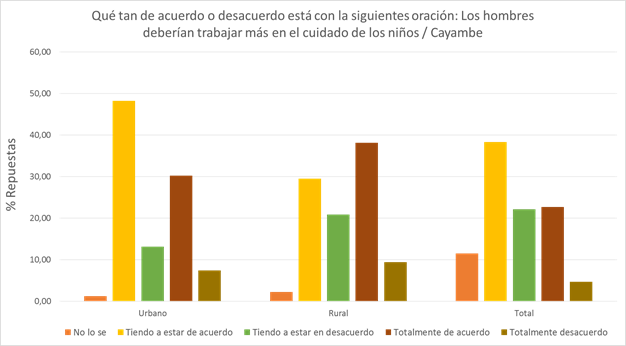 Qué tan de acuerdo o desacuerdo está con la siguientes oración: Los hombres
deberían trabajar más en el cuidado de los niños / Cayambe
60,00
50,00
40,00
30,00
20,00
10,00
0,00
% Repuestas
Urbano Rural Total
No lo se Tiendo a estar de acuerdo Tiendo a estar en desacuerdo Totalmente de acuerdo Totalmente desacuerdo